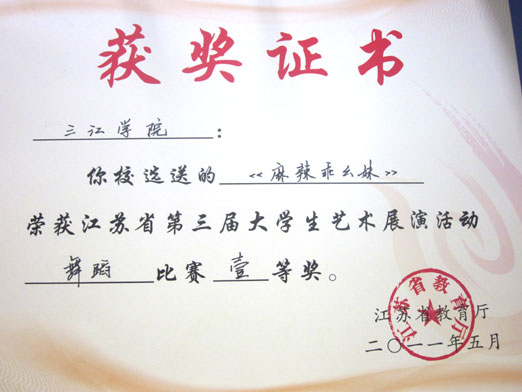 获奖证书
三江学院：
你校选送的《麻辣乖幺妹》
荣获江苏省第三届大学生艺术展演活动
舞蹈比赛壹等奖。
江苏省教育厅
二〇一一年五月
江苏省教育厅